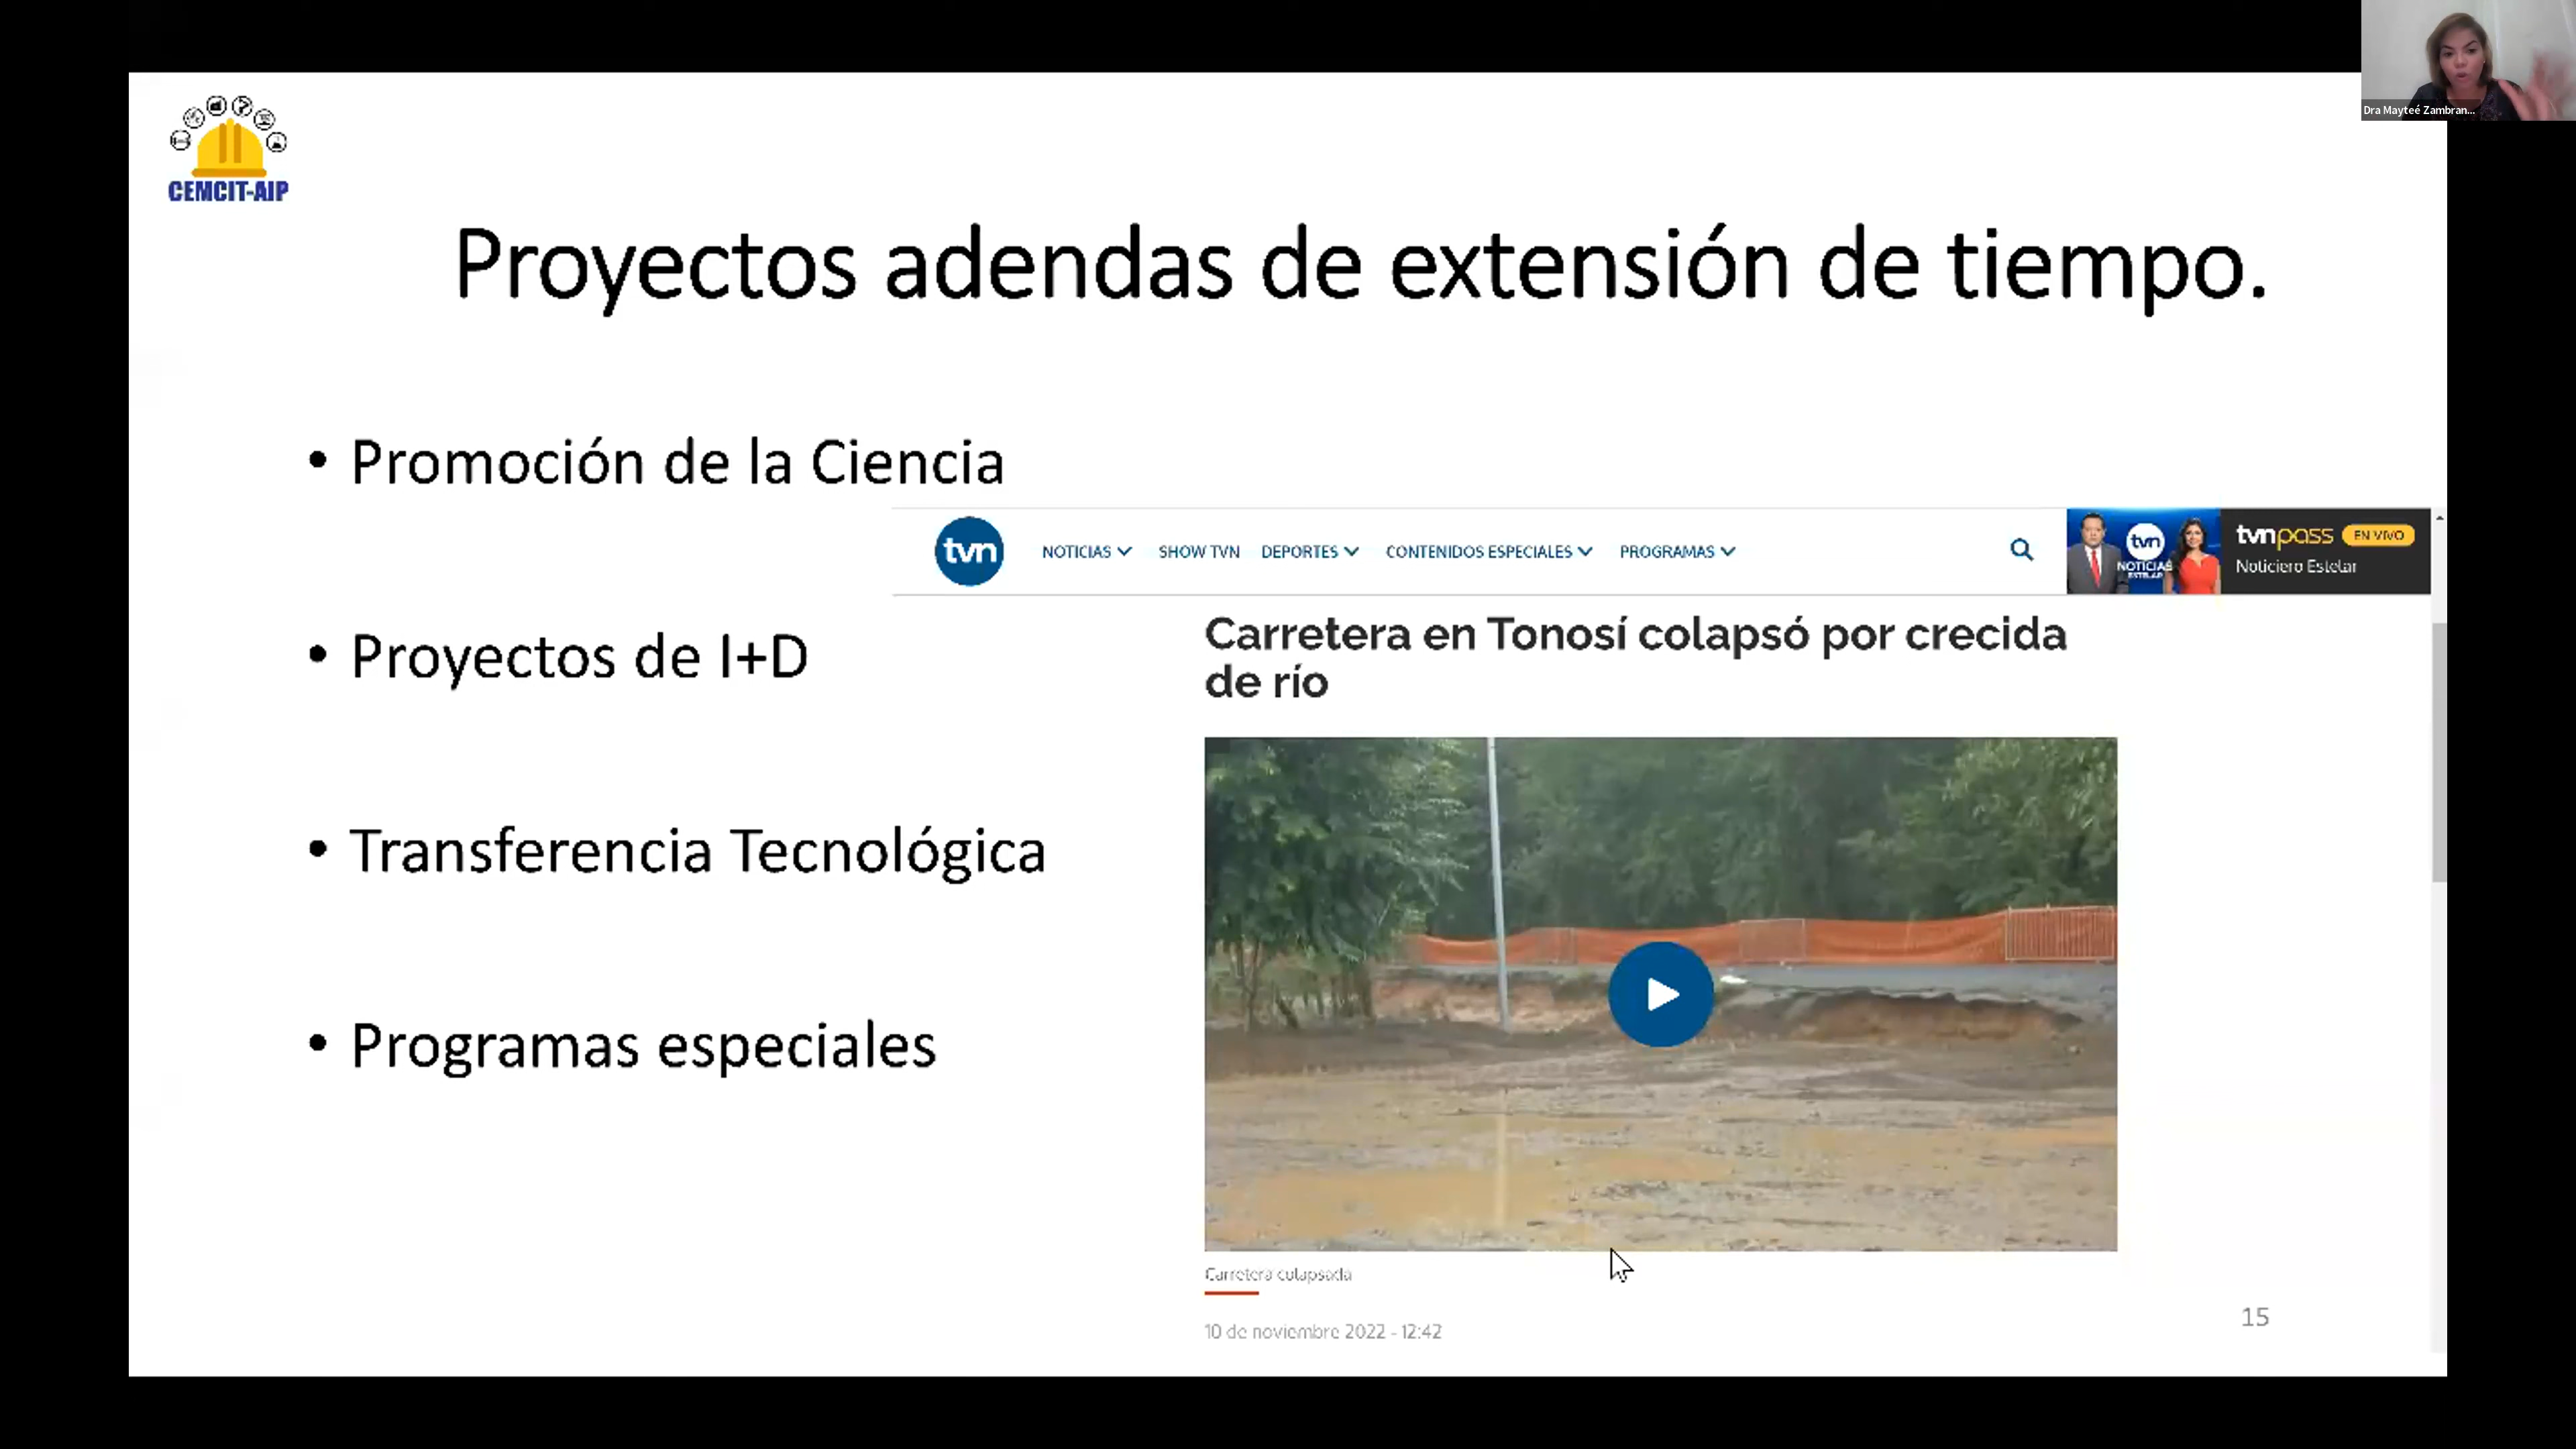 Dra Mayteé Zambran...
CEMCIT-AIP
Proyectos adendas de extensión de tiempo.
• Promoción de la Ciencia
• Proyectos de I+D
• Transferencia Tecnológica
• Programas especiales
tvn
NOTICIAS
SHOW TVN
DEPORTES
CONTENIDOS ESPECIALES
PROGRAMAS
tvn
NOTICIAS
ESTELAR
tvnpass EN VIVO
Noticiero Estelar
Carretera en Tonosí colapsó por crecida
de río
Carretera colapsada
10 de noviembre 2022 - 12:42
15